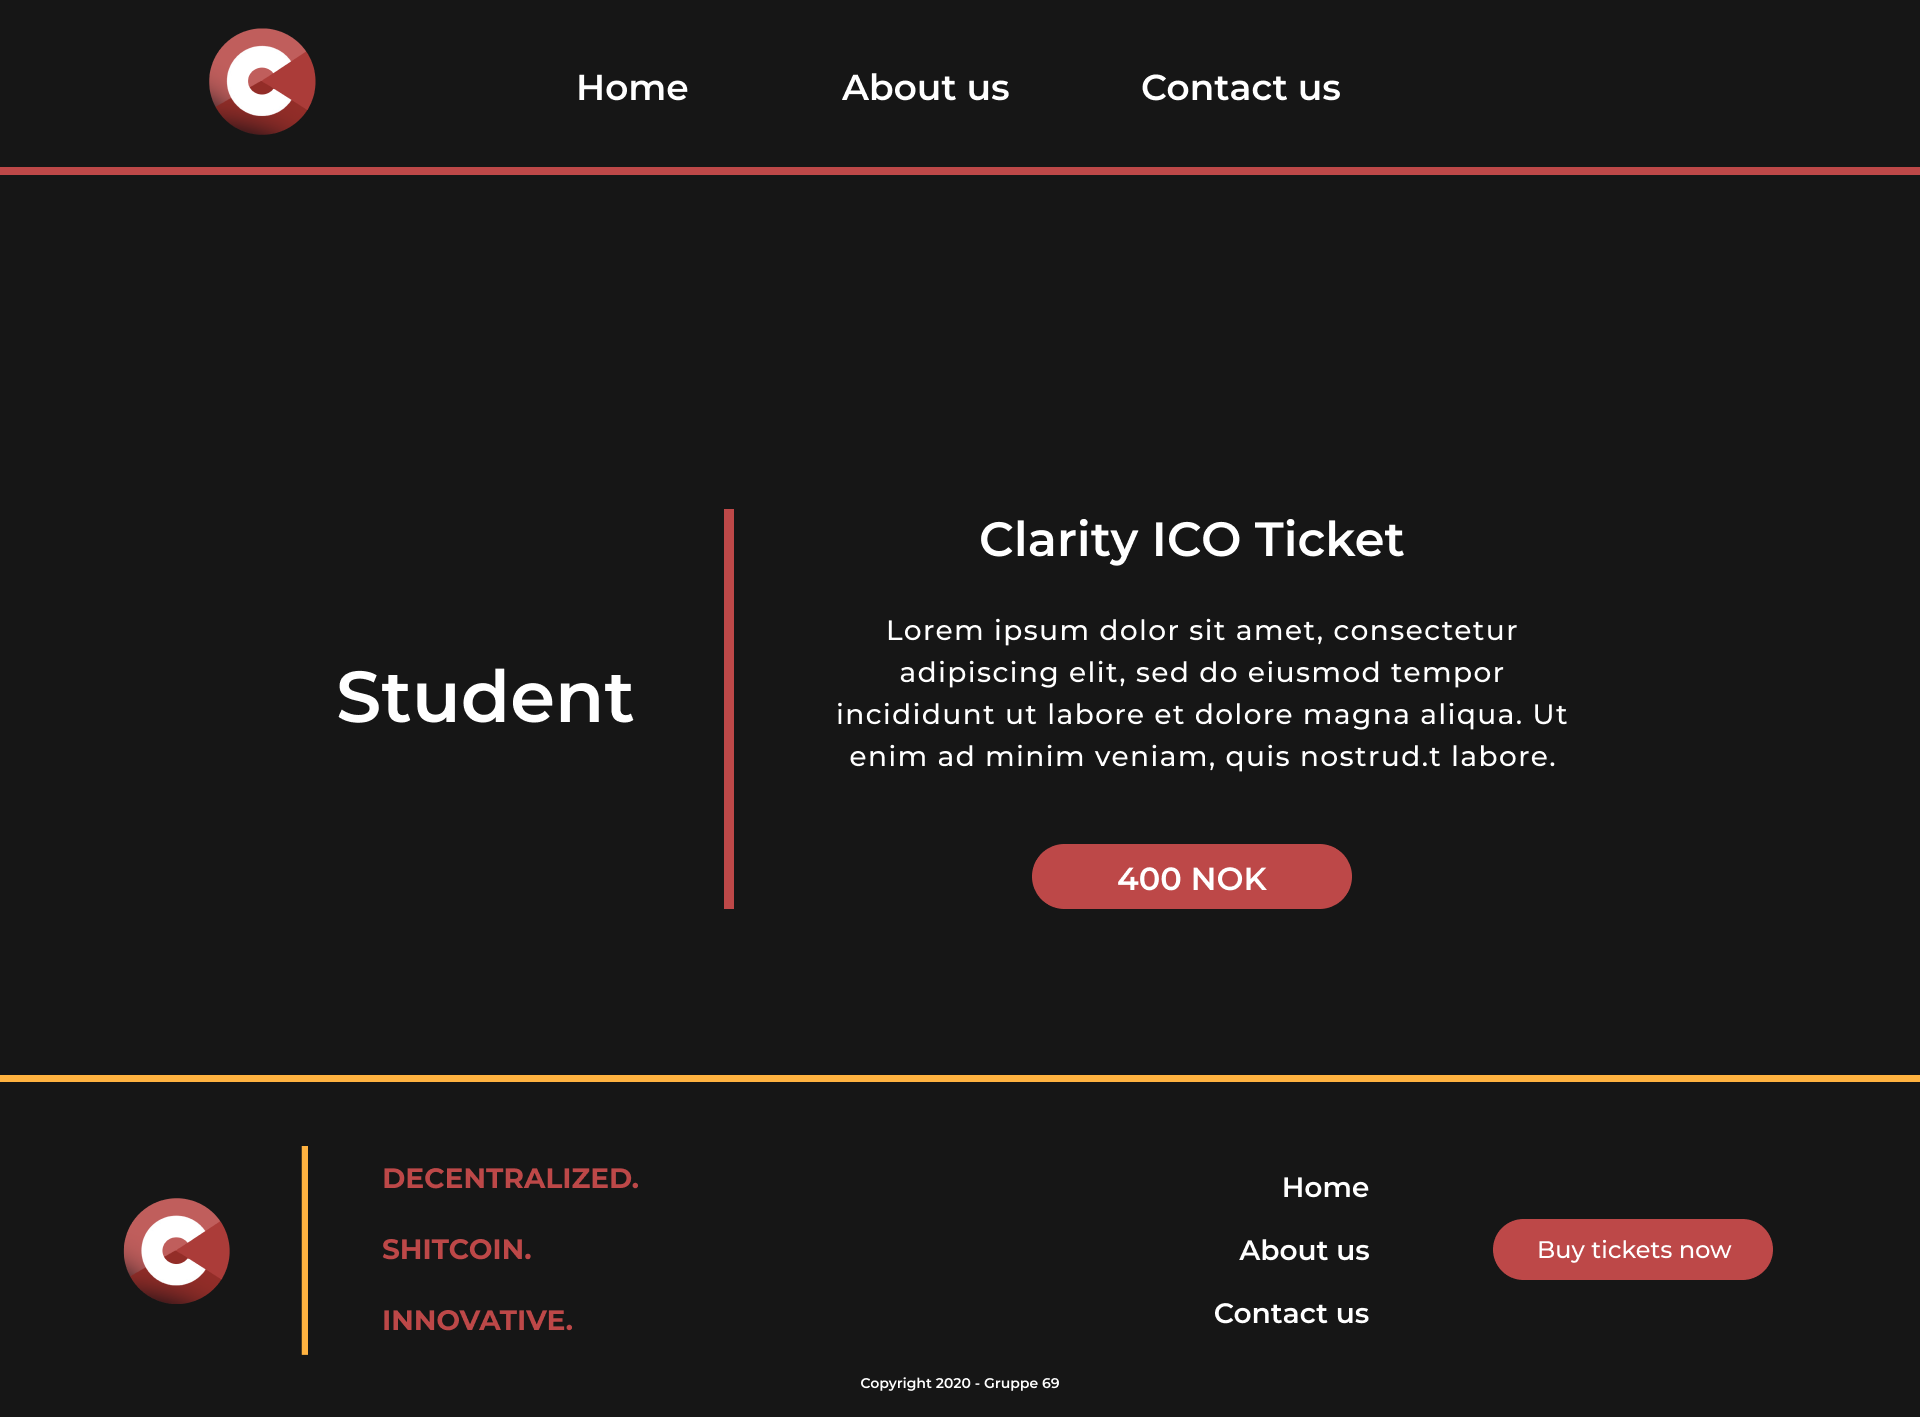 Home
About us
Contact us
Student
Clarity ICO Ticket
Lorem ipsum dolor sit amet, consectetur
adipiscing elit, sed do eiusmod tempor
incididunt ut labore et dolore magna aliqua. Ut
enim ad minim veniam, quis nostrud.t labore.
400 NOK
DECENTRALIZED.
SHITCOIN.
INNOVATIVE.
Home
About us
Contact us
Buy tickets now
Copyright 2020 - Gruppe 69